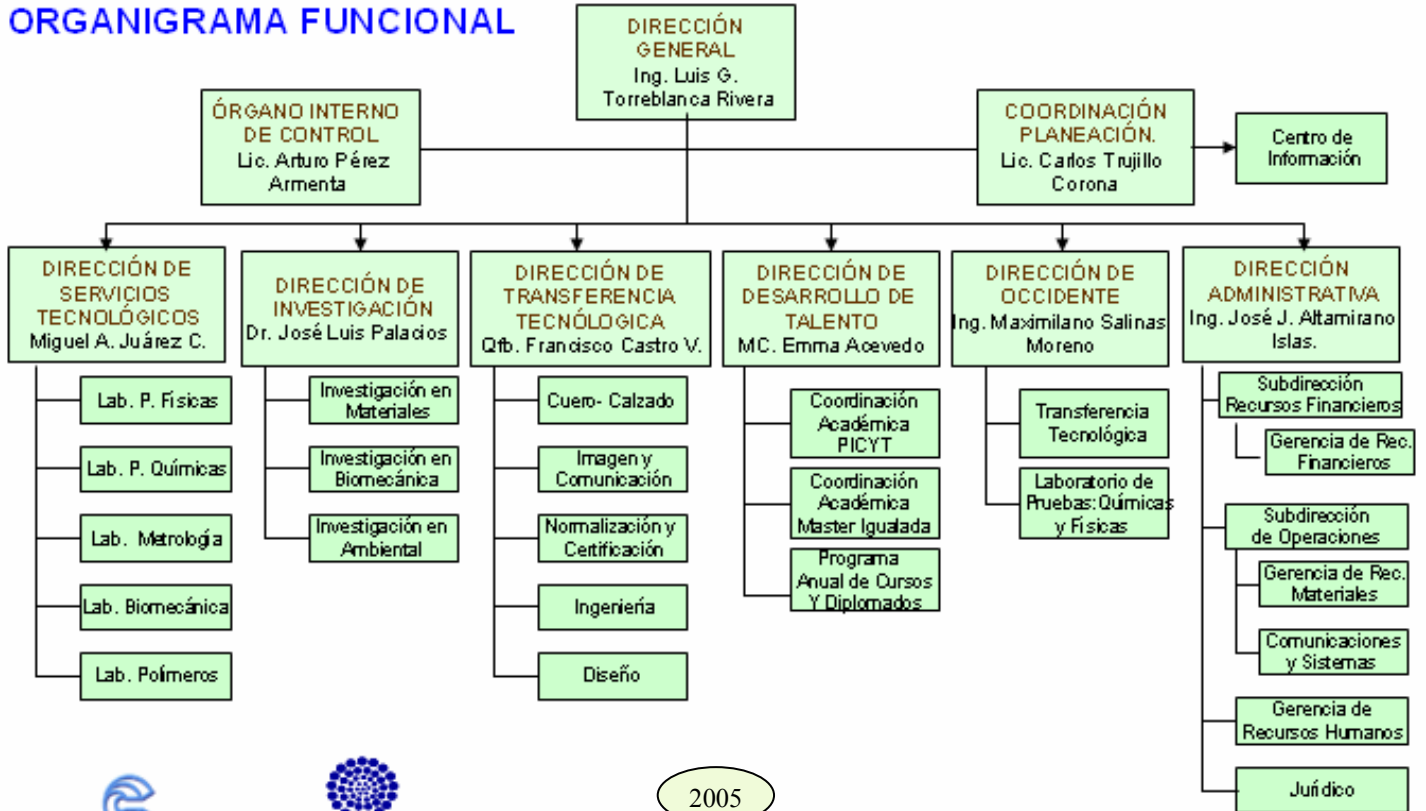 ORGANIGRAMA FUNCIONAL
DIRECCIÓN
GENERAL
Ing. Luis G.
Torreblanca Rivera
ÓRGANO INTERNO
DE CONTROL
Lic. Arturo Pérez
Armenta
COORDINACIÓN
PLANEACIÓN.
Lic. Carlos Trujillo
Corona
Centro de
Información
DIRECCIÓN DE
SERVICIOS
TECNOLÓGICOS
Miguel A. Juárez C.
Lab. P. Físicas
Lab. P. Químicas
Lab. Metrología
Lab. Biomecánica
Lab. Polímeros
DIRECCIÓN DE
INVESTIGACIÓN
Dr. José Luis Palacios
Investigación en
Materiales
Investigación en
Biomecánica
Investigación en
Ambiental
DIRECCIÓN DE
TRANSFERENCIA
TECNÓLOGICA
Qfb. Francisco Castro V.
Cuero- Calzado
Imagen y
Comunicación
Normalización y
Certificación
Ingeniería
Diseño
DIRECCIÓN DE
DESARROLLO DE
TALENTO
MC. Emma Acevedo
Coordinación
Académica
PICYT
Coordinación
Académica
Master Igualada
Programa
Anual de Cursos
Y Diplomados
DIRECCIÓN DE
OCCIDENTE
Ing. Maximilano Salinas
Moreno
Transferencia
Tecnológica
Laboratorio de
Pruebas:Químicas
y Físicas
DIRECCIÓN
ADMINISTRATIVA
Ing. José J. Altamirano
Islas.
Subdirección
Recursos Financieros
Gerencia de Rec.
Financieros
Subdirección
de Operaciones
Gerencia de Rec.
Materiales
Comunicaciones
y Sistemas
Gerencia de
Recursos Humanos
Jurídico
2005